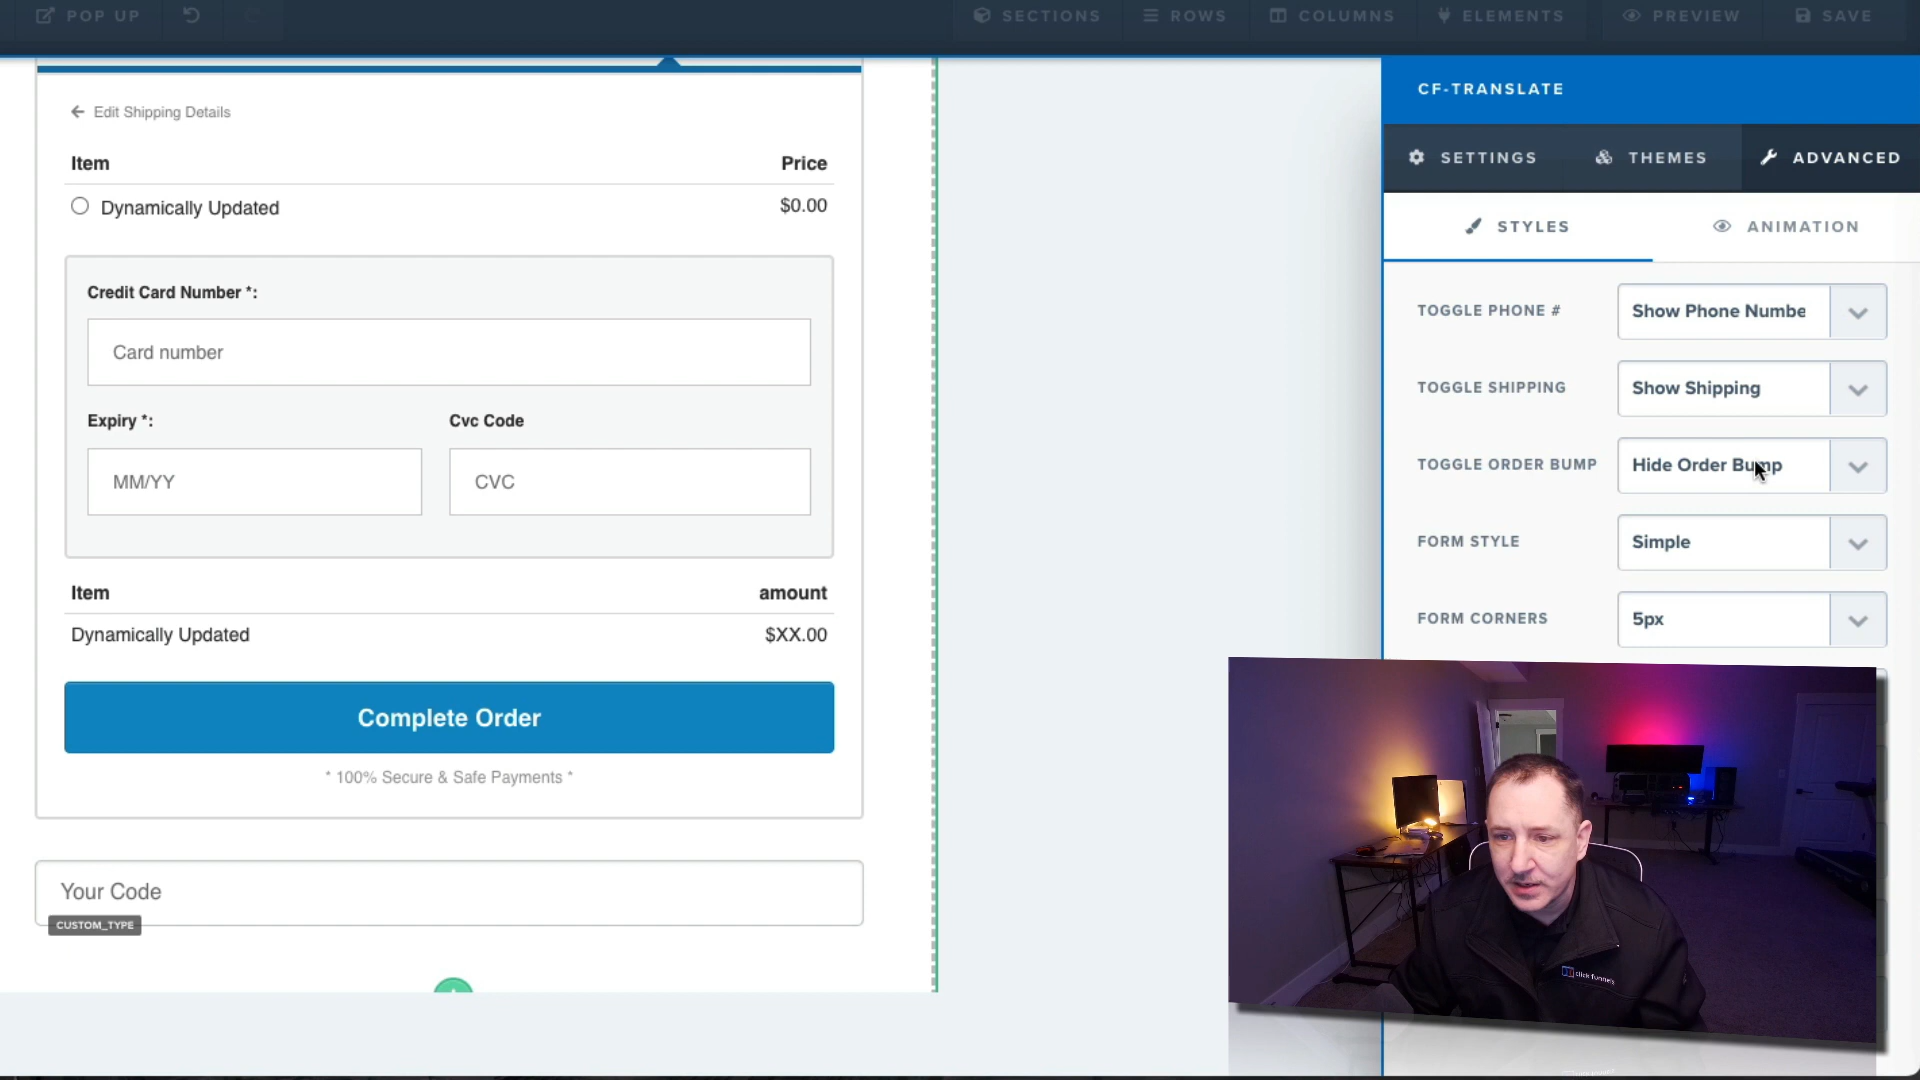 POP UP
SECTIONS
ROWS
COLUMNS
ELEMENTS
PREVIEW
SAVE
Edit Shipping Details
Item Price
Dynamically Updated $0.00
Credit Card Number *:
Card number
Expiry *: Cvc Code
MM/YY CVC
Item amount
Dynamically Updated $XX.00
Complete Order
* 100% Secure & Safe Payments *
Your Code
CUSTOM_TYPE
CF-TRANSLATE
SETTINGS THEMES ADVANCED
STYLES ANIMATION
TOGGLE PHONE # Show Phone Numbe
TOGGLE SHIPPING Show Shipping
TOGGLE ORDER BUMP Hide Order Bump
FORM STYLE Simple
FORM CORNERS 5px
click funnels